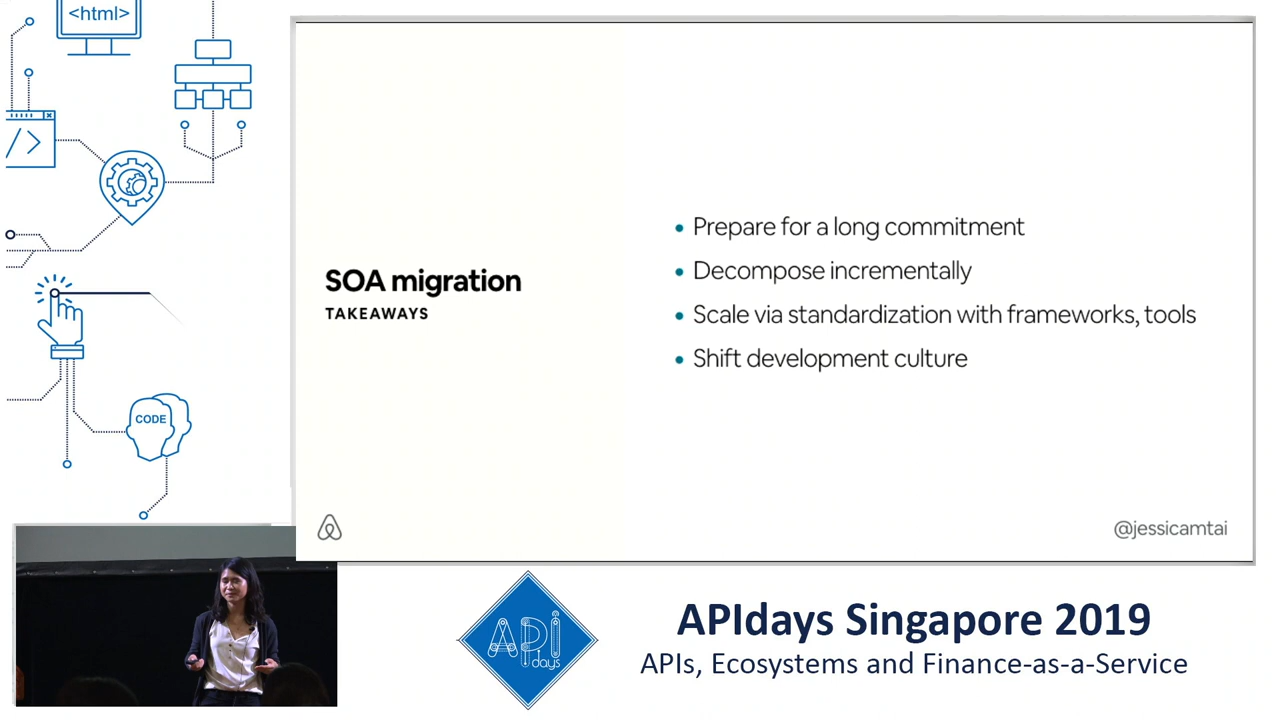 <html>
</>
CODE
SOA migration
TAKEAWAYS
• Prepare for a long commitment
• Decompose incrementally
• Scale via standardization with frameworks, tools
• Shift development culture
@jessicamtai
API
days
APIdays Singapore 2019
APIs, Ecosystems and Finance-as-a-Service